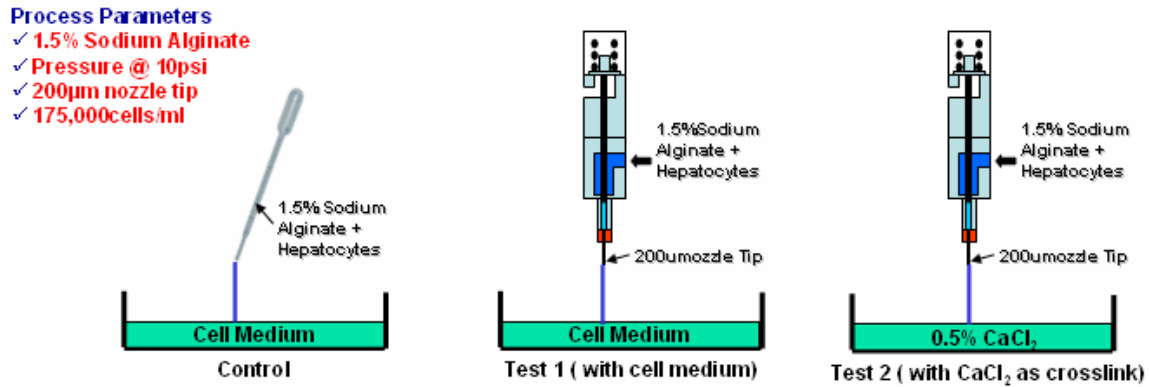 Process Parameters
✓ 1.5% Sodium Alginate
✓ Pressure @ 10psi
✓ 200µm nozzle tip
✓ 175,000cells/ml
1.5% Sodium
Alginate +
Hepatocytes
Cell Medium
Control
1.5%Sodium
Alginate +
Hepatocytes
200umozzle Tip
Cell Medium
Test 1 ( with cell medium)
1.5%Sodium
Alginate +
Hepatocytes
200umozzle Tip
0.5% CaCl₂
Test 2 ( with CaCl₂ as crosslink)